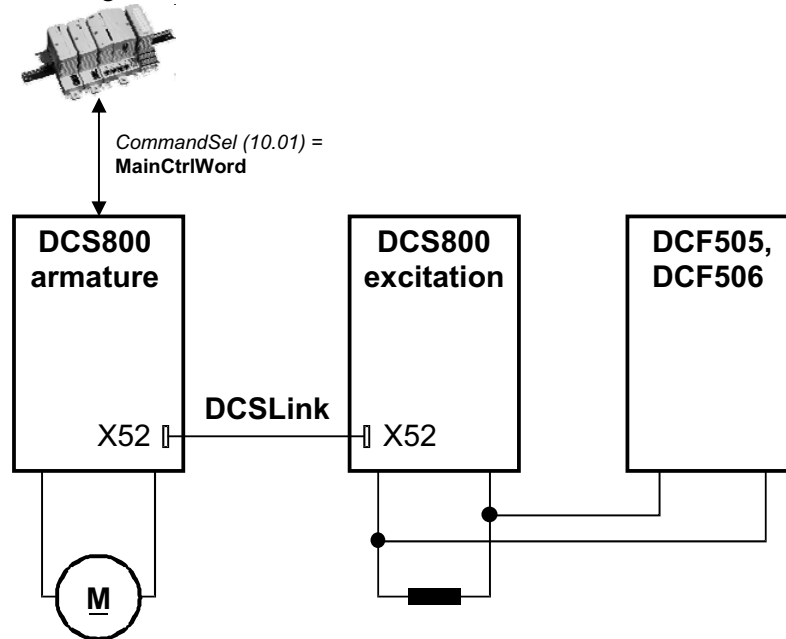 CommandSel (10.01) =
MainCtrlWord
DCS800
armature
DCS800
excitation
DCF505,
DCF506
DCSLink
X52
X52
M